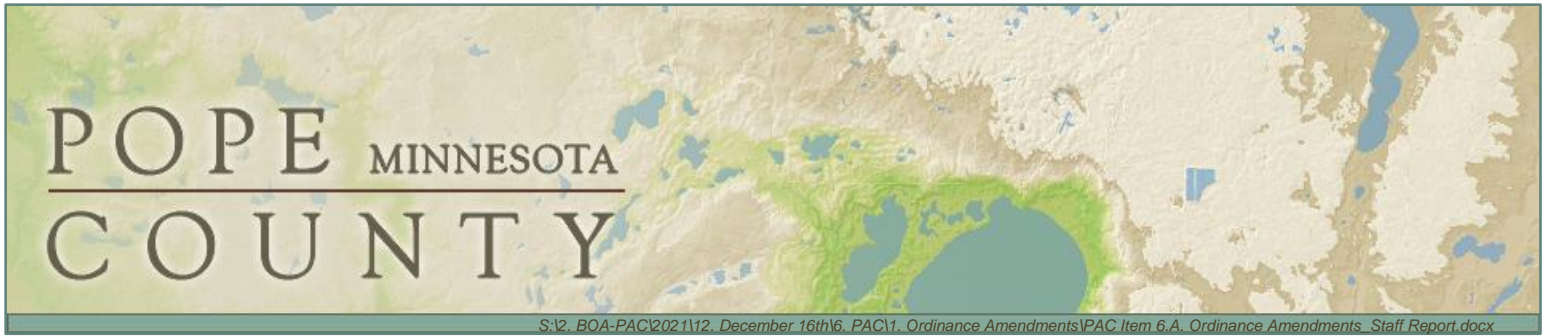 POPE MINNESOTA
COUNTY
S:\2. BOA-PAC\2021\12. December 16th\6. PAC\1. Ordinance Amendments\PAC Item 6.A. Ordinance Amendments_Staff Report.docx